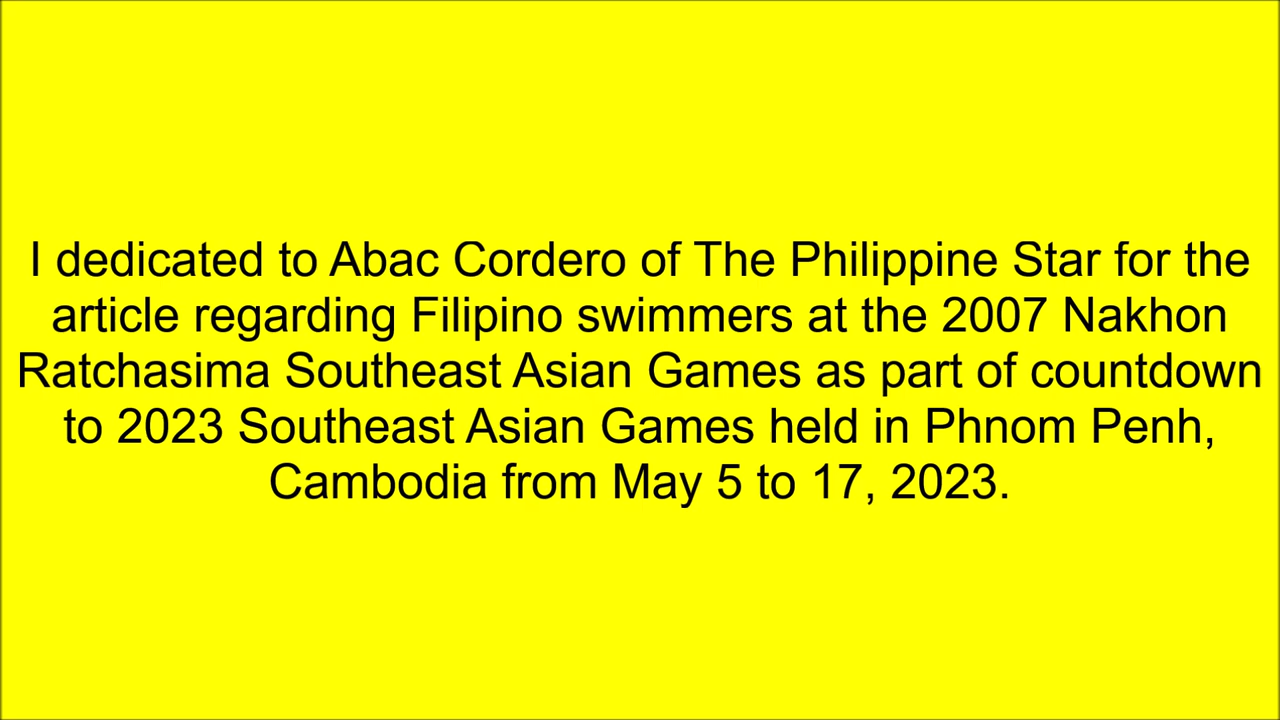 I dedicated to Abac Cordero of The Philippine Star for the
article regarding Filipino swimmers at the 2007 Nakhon
Ratchasima Southeast Asian Games as part of countdown
to 2023 Southeast Asian Games held in Phnom Penh,
Cambodia from May 5 to 17, 2023.